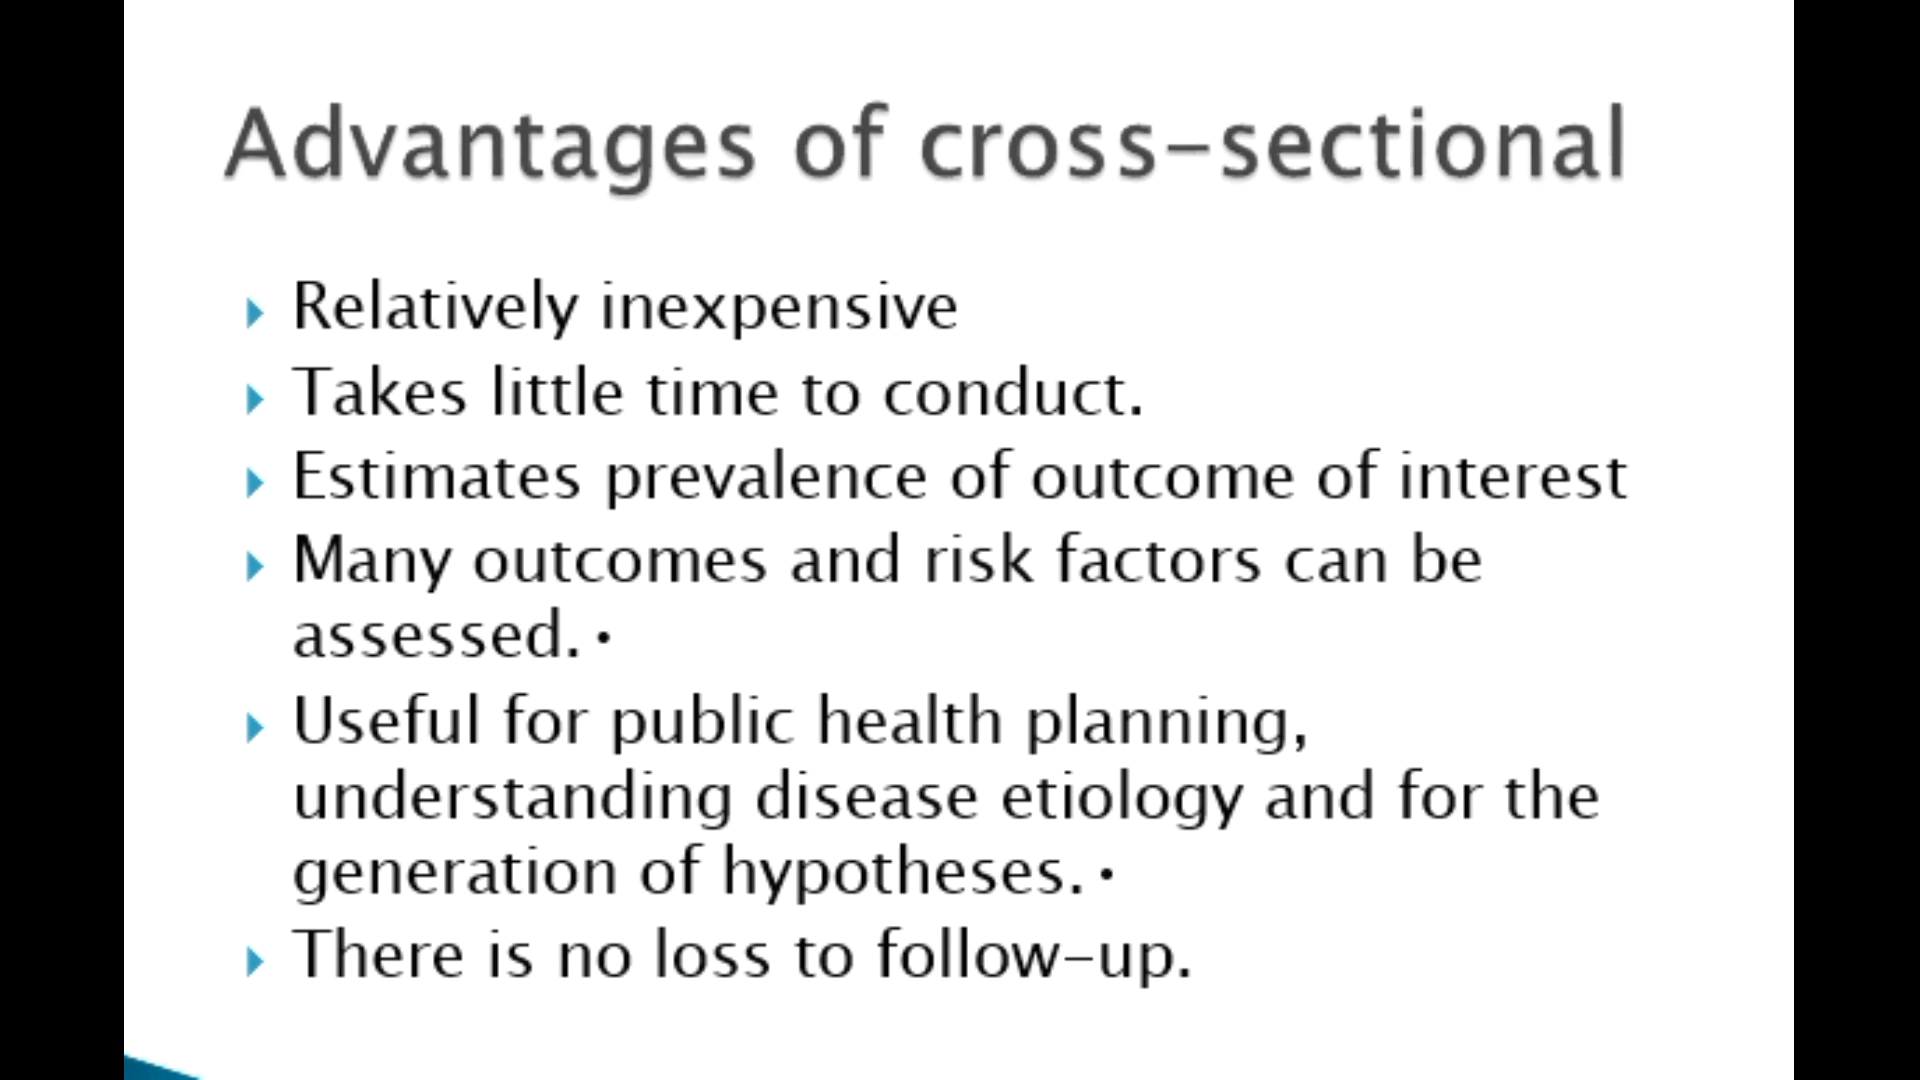 Advantages of cross-sectional
Relatively inexpensive
Takes little time to conduct.
Estimates prevalence of outcome of interest
Many outcomes and risk factors can be
assessed. •
Useful for public health planning,
understanding disease etiology and for the
generation of hypotheses. •
There is no loss to follow-up.